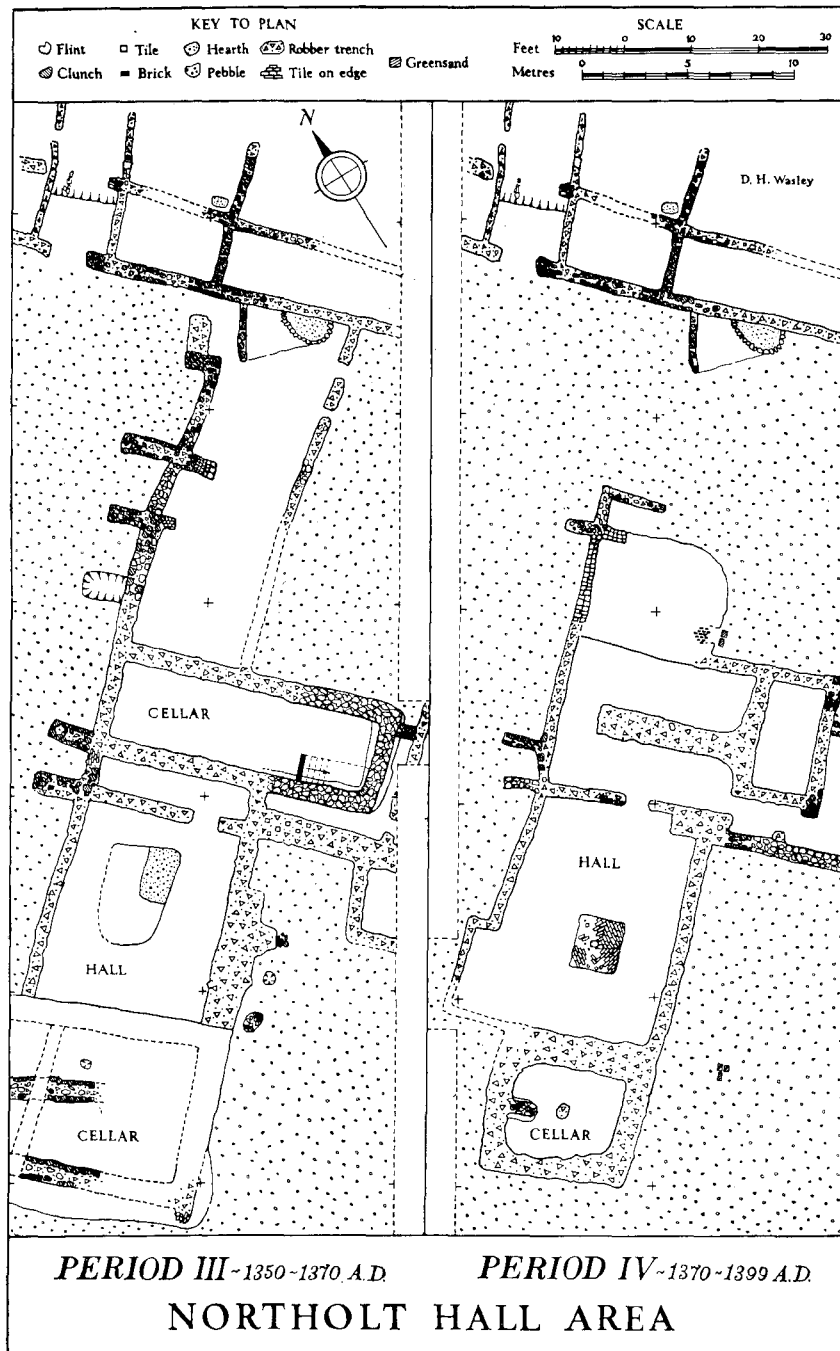 KEY TO PLAN
Flint Tile Hearth Robber trench
Clunch Brick Pebble Tile on edge
Greensand
SCALE
Feet 10 0 10 20 30
Metres 0 5 10
N
D. H. Wasley
CELLAR
HALL
CELLAR
HALL
CELLAR
PERIOD III ~ 1350 ~ 1370 A.D.
PERIOD IV ~ 1370 ~ 1399 A.D.
NORTHOLT HALL AREA